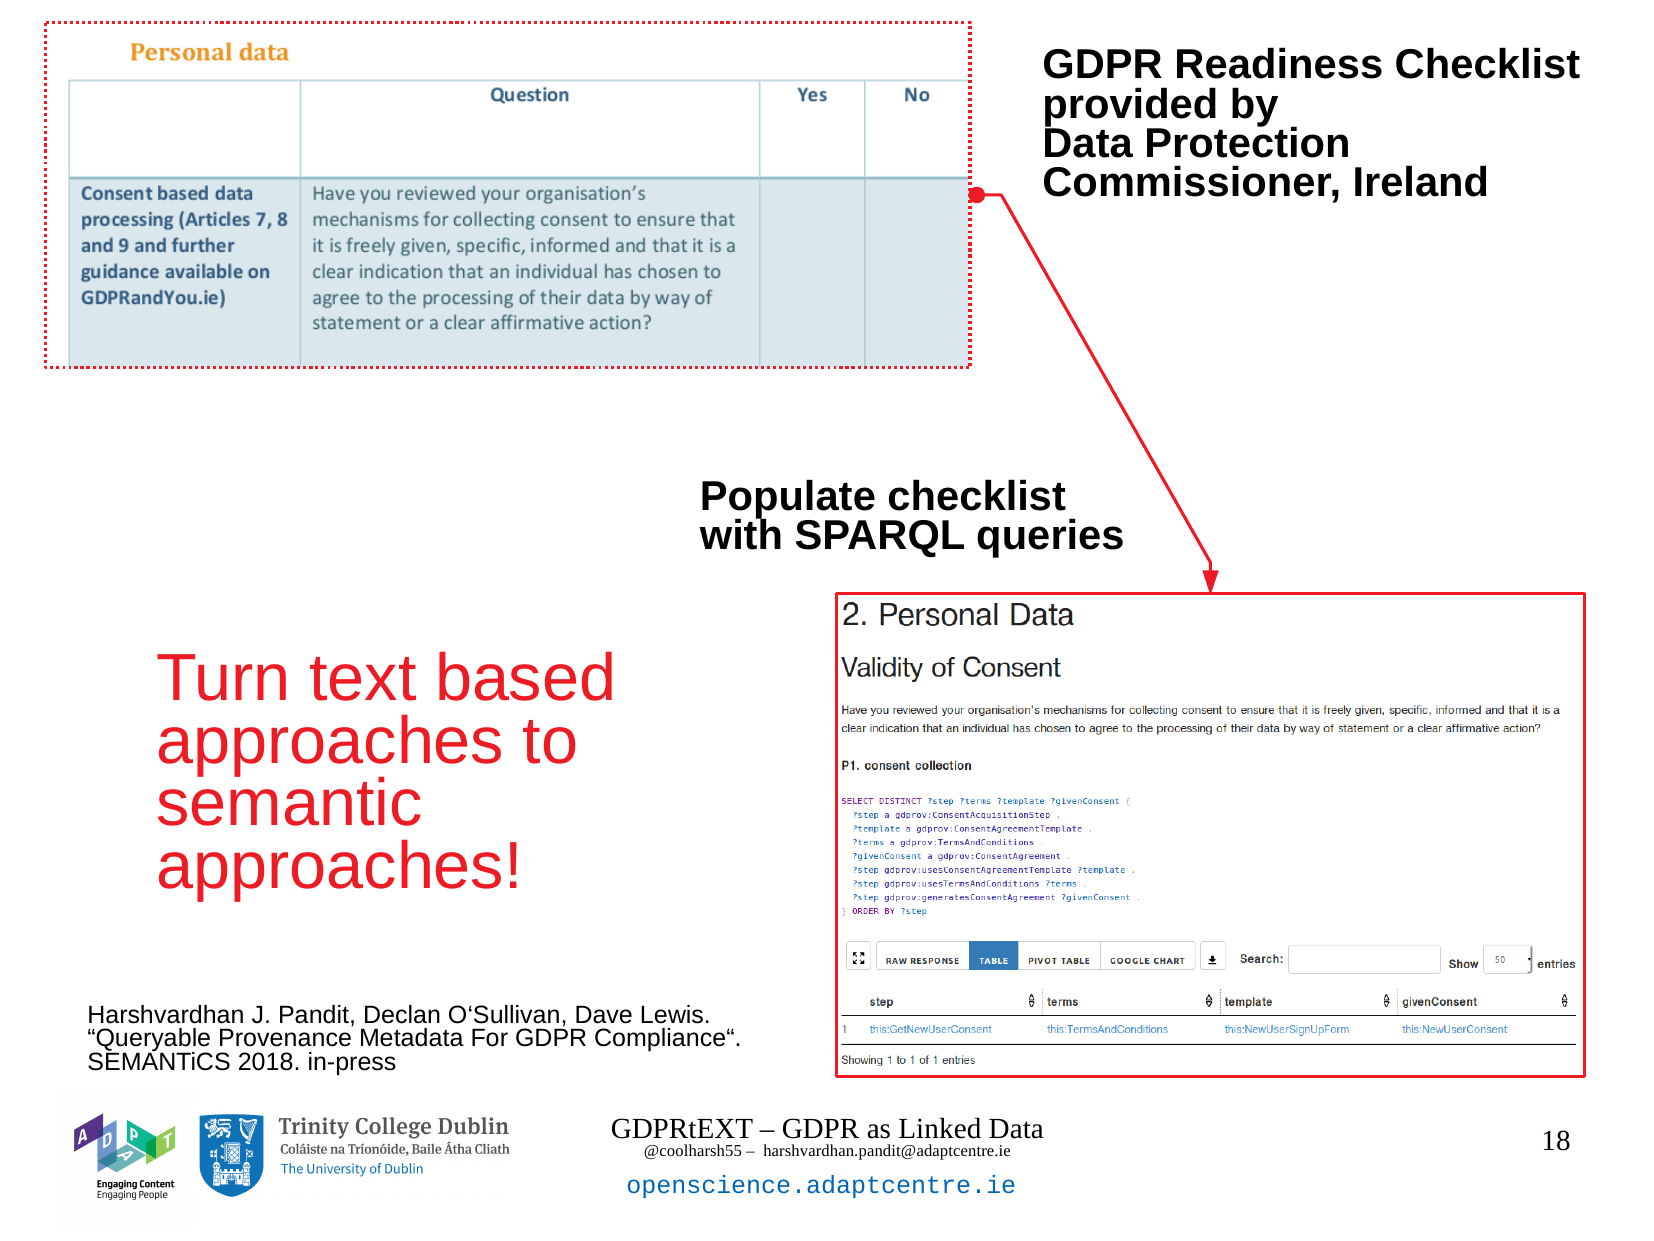 Personal data
Question Yes No
Consent based data
processing (Articles 7, 8
and 9 and further
guidance available on
GDPRandYou.ie)
Have you reviewed your organisation's
mechanisms for collecting consent to ensure that
it is freely given, specific, informed and that it is a
clear indication that an individual has chosen to
agree to the processing of their data by way of
statement or a clear affirmative action?
GDPR Readiness Checklist
provided by
Data Protection
Commissioner, Ireland
Populate checklist
with SPARQL queries
Turn text based
approaches to
semantic
approaches!
2. Personal Data
Validity of Consent
Have you reviewed your organisation's mechanisms for collecting consent to ensure that it is freely given, specific, informed and that it is a
clear indication that an individual has chosen to agree to the processing of their data by way of statement or a clear affirmative action?
P1. consent collection
SELECT DISTINCT ?step ?terms ?template ?givenConsent {
?step a gdprov:ConsentAcquisitionStep .
?template a gdprov:ConsentAgreementTemplate .
?terms a gdprov:TermsAndConditions .
?givenConsent a gdprov:ConsentAgreement .
?step gdprov:usesConsentAgreementTemplate ?template .
?step gdprov:usesTermsAndConditions ?terms .
?step gdprov:generatesConsentAgreement ?givenConsent .
} ORDER BY ?step
RAW RESPONSE TABLE PIVOT TABLE GOOGLE CHART Search: Show 50 entries
step terms template givenConsent
1 this:GetNewUserConsent this:TermsAndConditions this:NewUserSignUpForm this:NewUserConsent
Showing 1 to 1 of 1 entries
Harshvardhan J. Pandit, Declan O‘Sullivan, Dave Lewis.
“Queryable Provenance Metadata For GDPR Compliance“.
SEMANTiCS 2018. in-press
ADAPT
Engaging Content
Engaging People
Trinity College Dublin
Coláiste na Tríonóide, Baile Átha Cliath
The University of Dublin
GDPRtEXT – GDPR as Linked Data
@coolharsh55 – harshvardhan.pandit@adaptcentre.ie
openscience.adaptcentre.ie
18